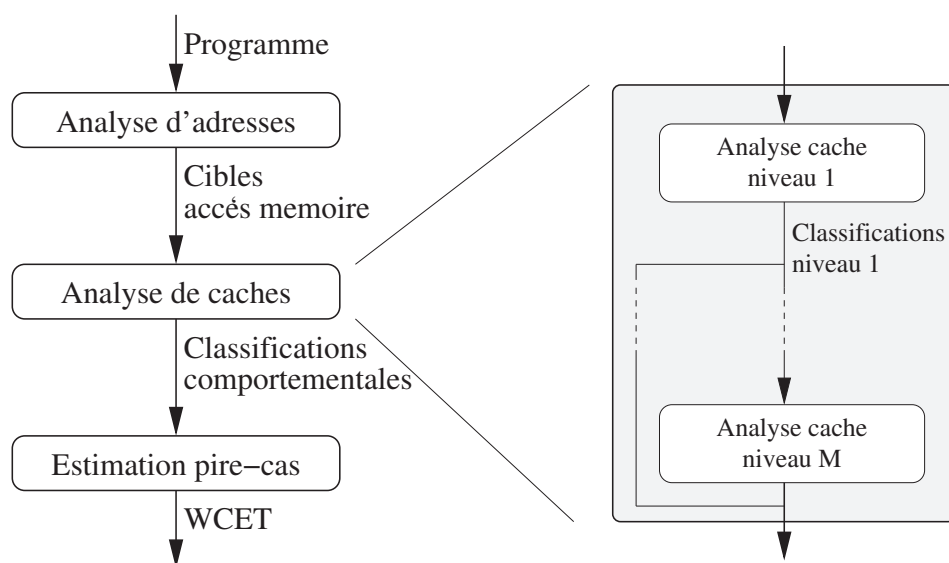 Programme
Analyse d'adresses
Cibles
accés memoire
Analyse de caches
Classifications
comportementales
Estimation pire−cas
WCET
Analyse cache
niveau 1
Classifications
niveau 1
Analyse cache
niveau M